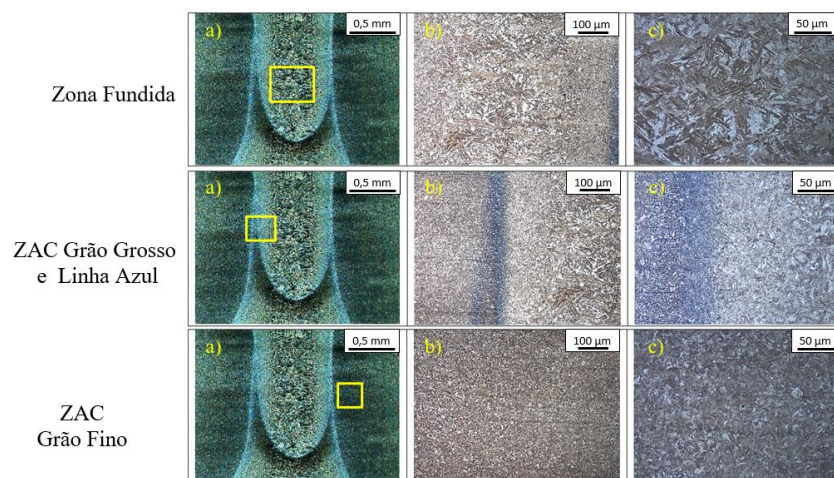 Zona Fundida
a)
0,5 mm
b)
100 µm
c)
50 µm
ZAC Grão Grosso
e Linha Azul
a)
0,5 mm
b)
100 µm
c)
50 µm
ZAC
Grão Fino
a)
0,5 mm
b)
100 µm
c)
50 µm